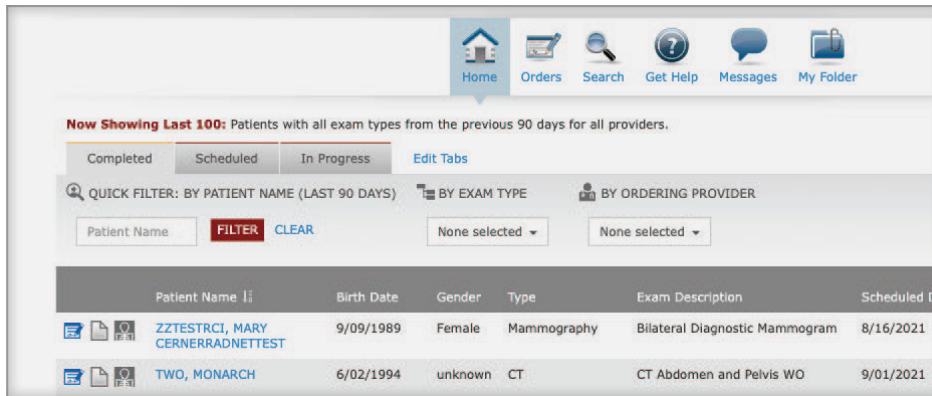 Home Orders Search Get Help Messages My Folder
Now Showing Last 100: Patients with all exam types from the previous 90 days for all providers.
Completed Scheduled In Progress Edit Tabs
QUICK FILTER: BY PATIENT NAME (LAST 90 DAYS) BY EXAM TYPE BY ORDERING PROVIDER
Patient Name FILTER CLEAR None selected None selected
Patient Name Birth Date Gender Type Exam Description Scheduled D
ZZTESTRCI, MARY 9/09/1989 Female Mammography Bilateral Diagnostic Mammogram 8/16/2021
CERNERRADNETTEST
TWO, MONARCH 6/02/1994 unknown CT CT Abdomen and Pelvis WO 9/01/2021